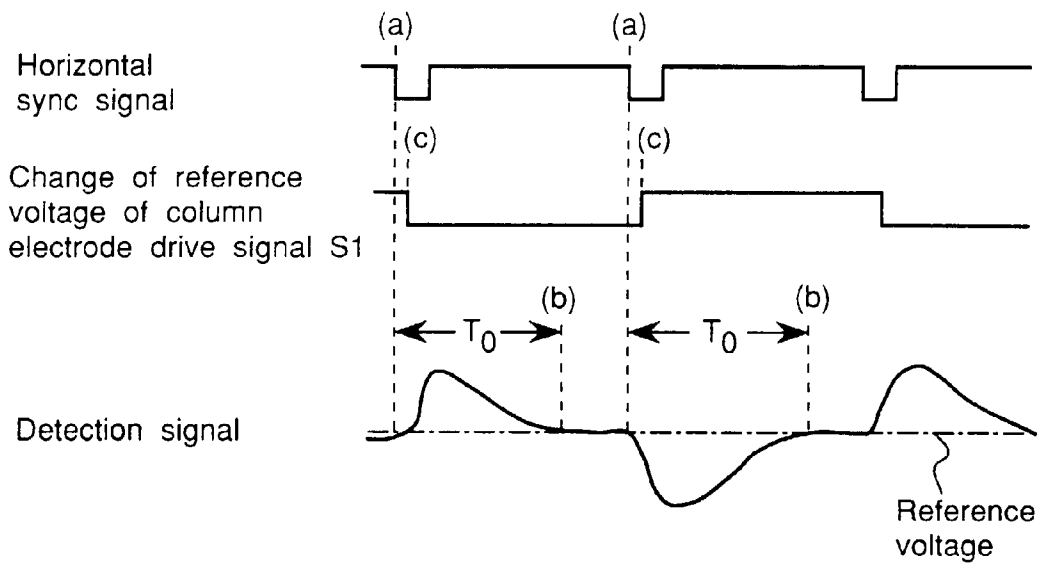 (a) (a)
Horizontal
sync signal
(c) (c)
Change of reference
voltage of column
electrode drive signal S1
(b) (b)
T0 T0
Detection signal
Reference
voltage